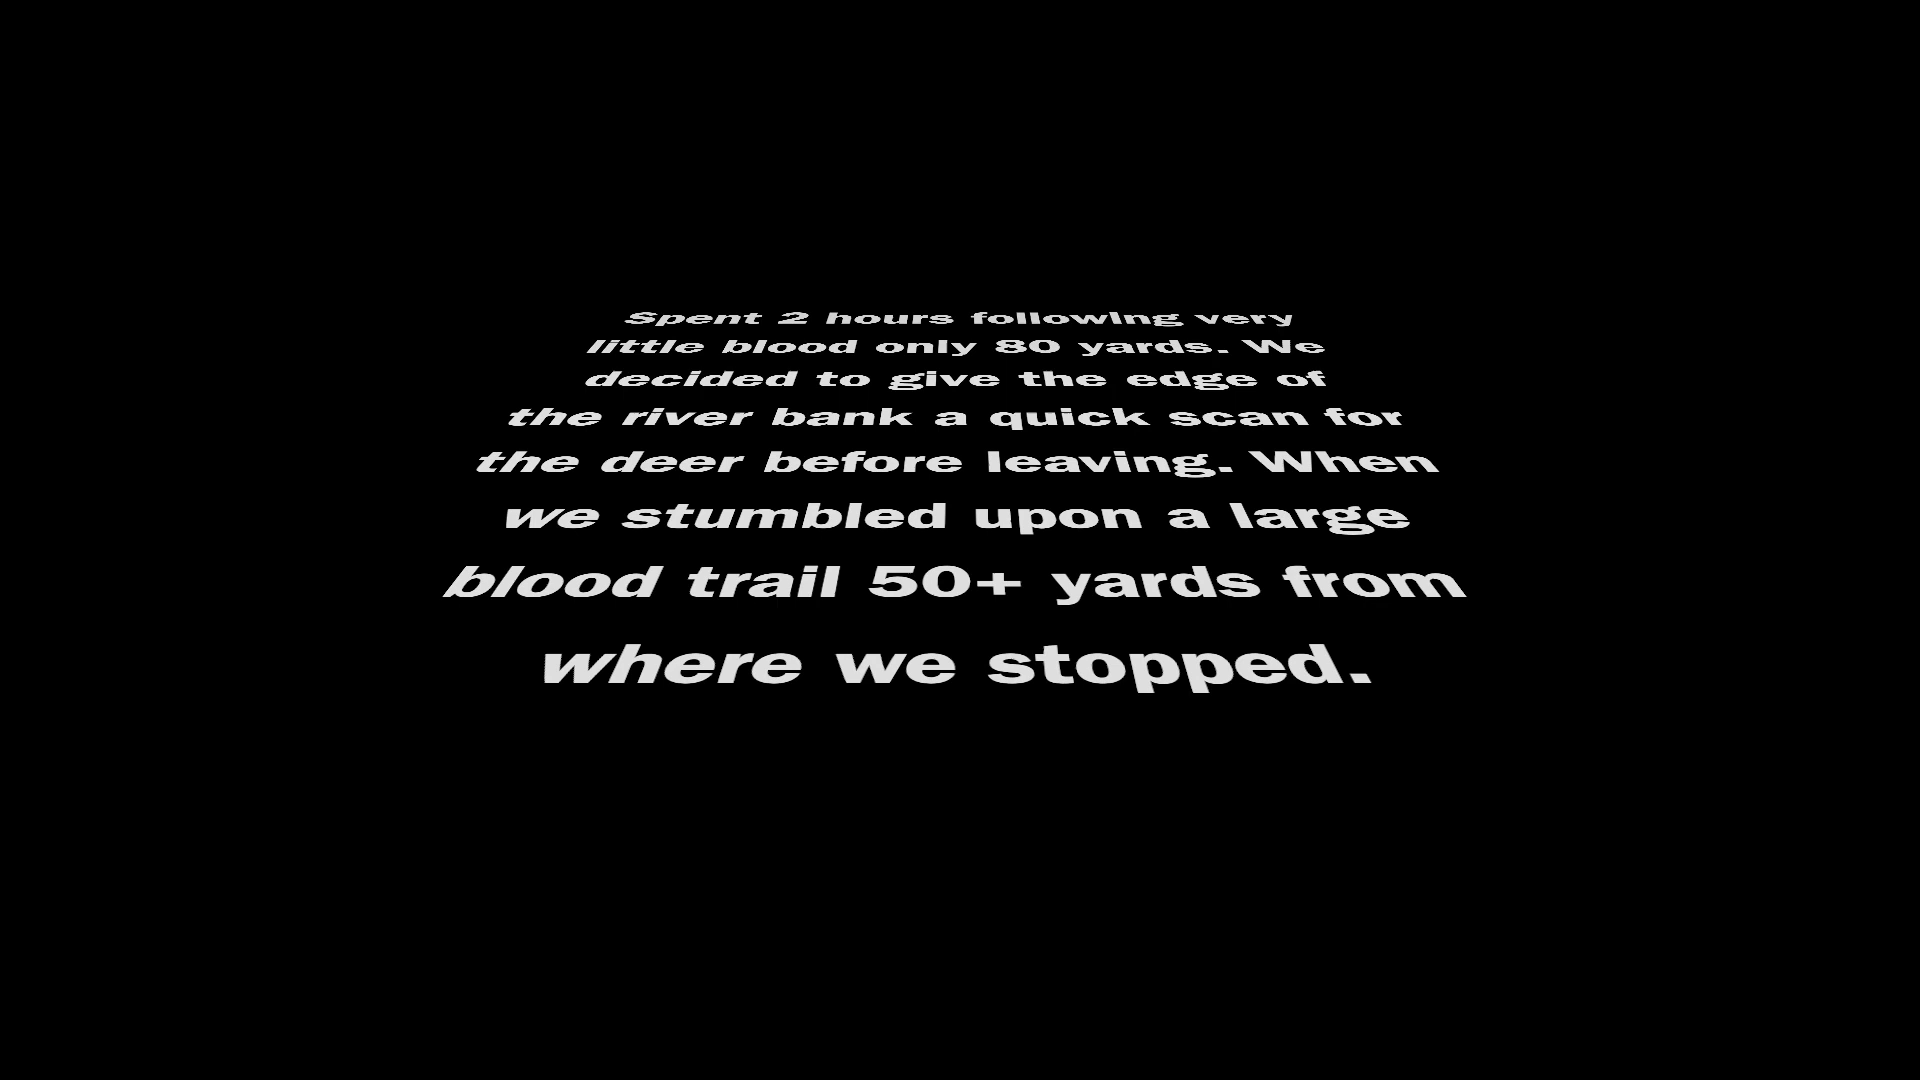 Spent 2 hours following very
little blood only 80 yards. We
decided to give the edge of
the river bank a quick scan for
the deer before leaving. When
we stumbled upon a large
blood trail 50+ yards from
where we stopped.